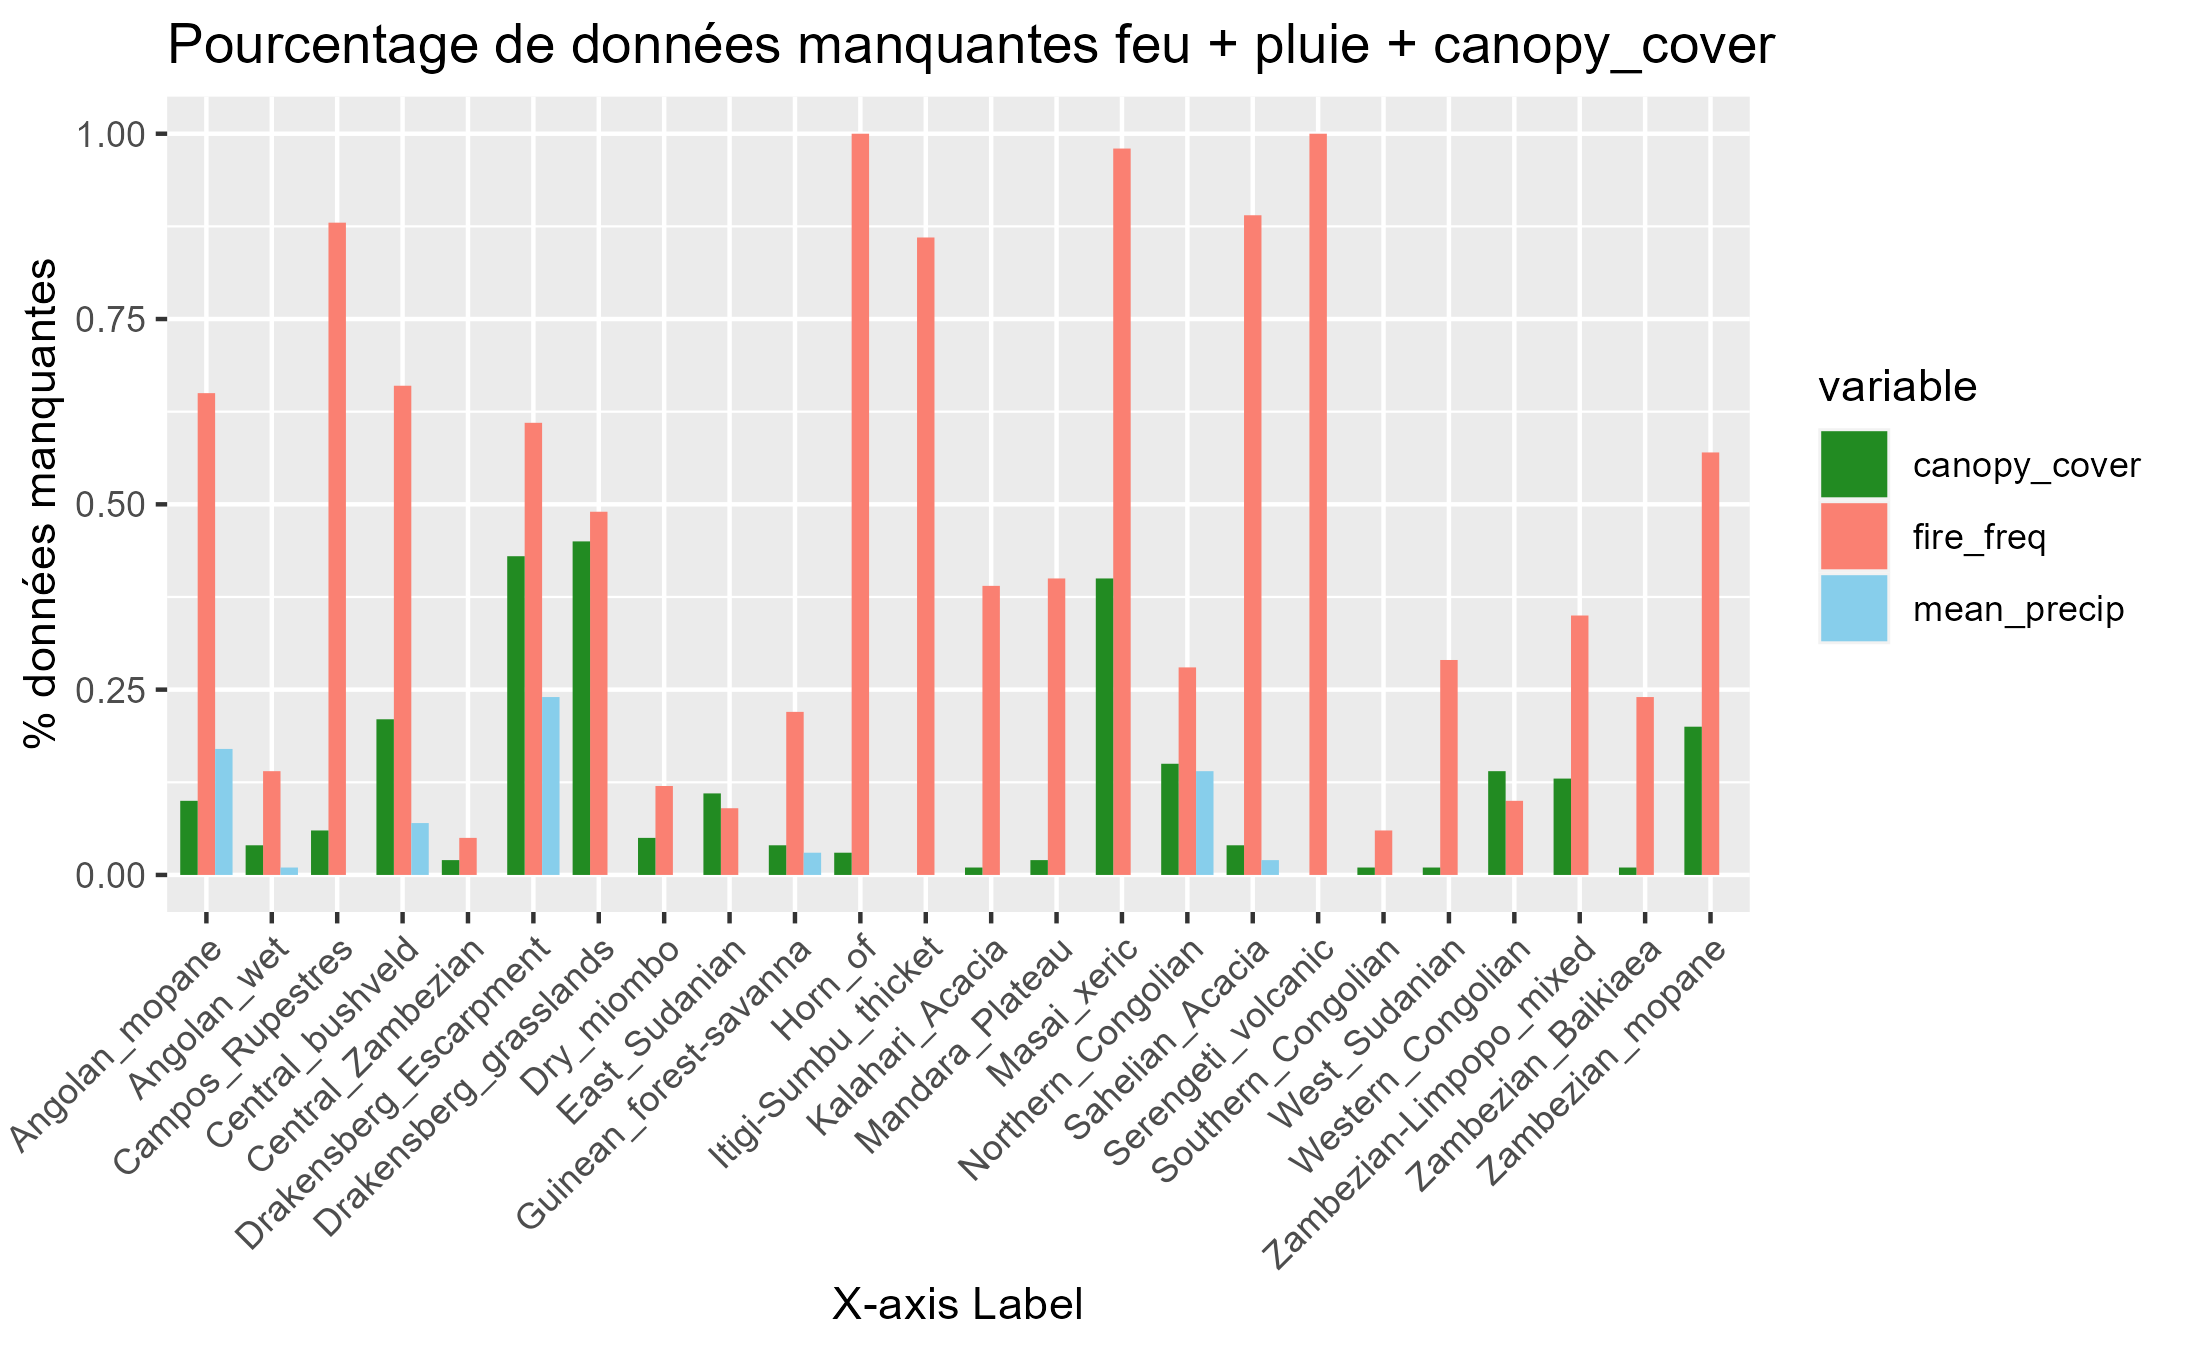 Pourcentage de données manquantes feu + pluie + canopy_cover
% données manquantes
1.00
0.75
0.50
0.25
0.00
Angolan_mopane
Angolan_wet
Campos_Rupestres
Central_bushveld
Central_Zambezian
Drakensberg_Escarpment
Drakensberg_grasslands
Dry_miombo
East_Sudanian
Guinean_forest-savanna
Horn_of
Itigi-Sumbu_thicket
Kalahari_Acacia
Mandara_Plateau
Masai_xeric
Northern_Congolian
Sahelian_Acacia
Serengeti_volcanic
Southern_Congolian
West_Sudanian
Western_Congolian
Zambezian-Limpopo_mixed
Zambezian_Baikiaea
Zambezian_mopane
X-axis Label
variable
canopy_cover
fire_freq
mean_precip